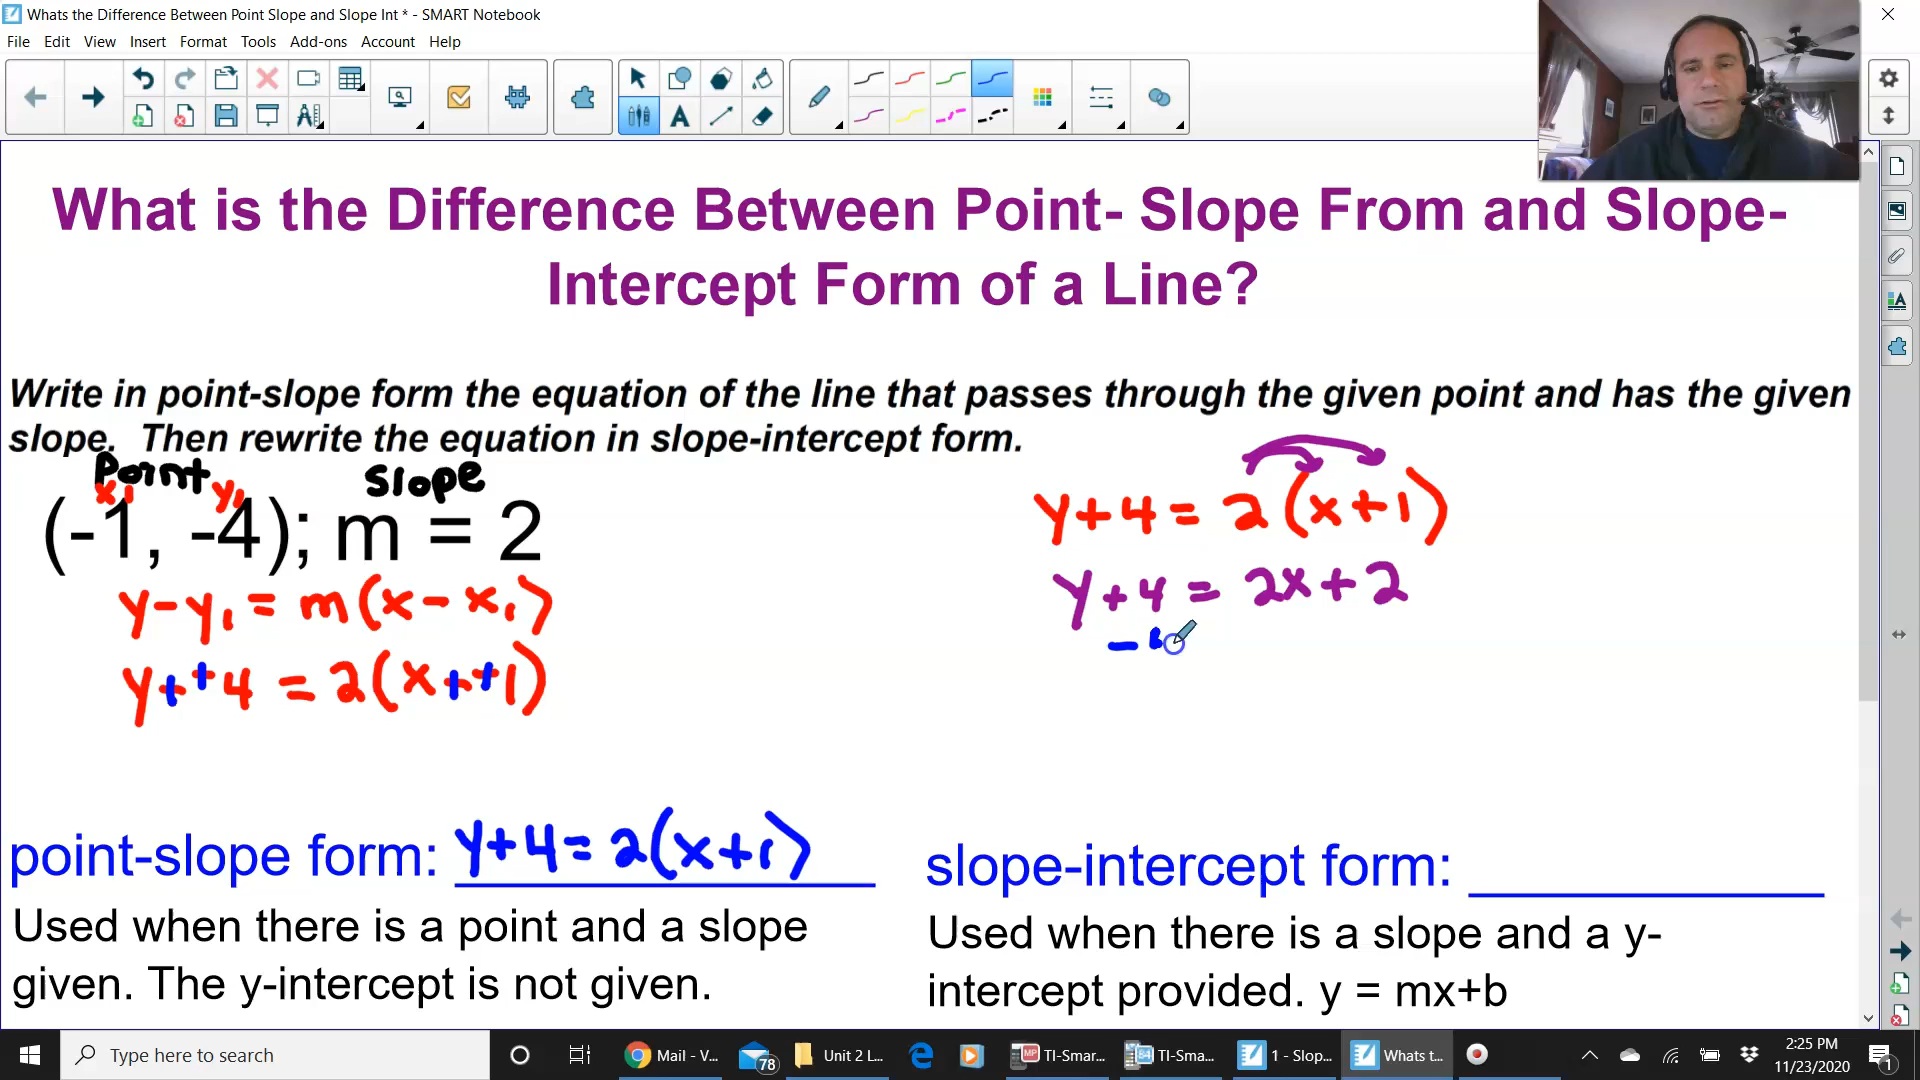 Whats the Difference Between Point Slope and Slope Int * - SMART Notebook
File Edit View Insert Format Tools Add-ons Account Help
What is the Difference Between Point- Slope From and Slope-
Intercept Form of a Line?
Write in point-slope form the equation of the line that passes through the given point and has the given
slope. Then rewrite the equation in slope-intercept form.
Point Slope
x1 y1
(-1, -4); m = 2
y-y1 = m(x-x1)
y++4 = 2(x++1)
y+4 = 2(x+1)
y+4 = 2x+2
-
point-slope form: y+4=2(x+1)
Used when there is a point and a slope
given. The y-intercept is not given.
slope-intercept form:
Used when there is a slope and a y-
intercept provided. y = mx+b
Type here to search
Mail - V...
78
Unit 2 L...
TI-Smar...
TI-Sma...
1 - Slop...
Whats t...
2:25 PM
11/23/2020
1